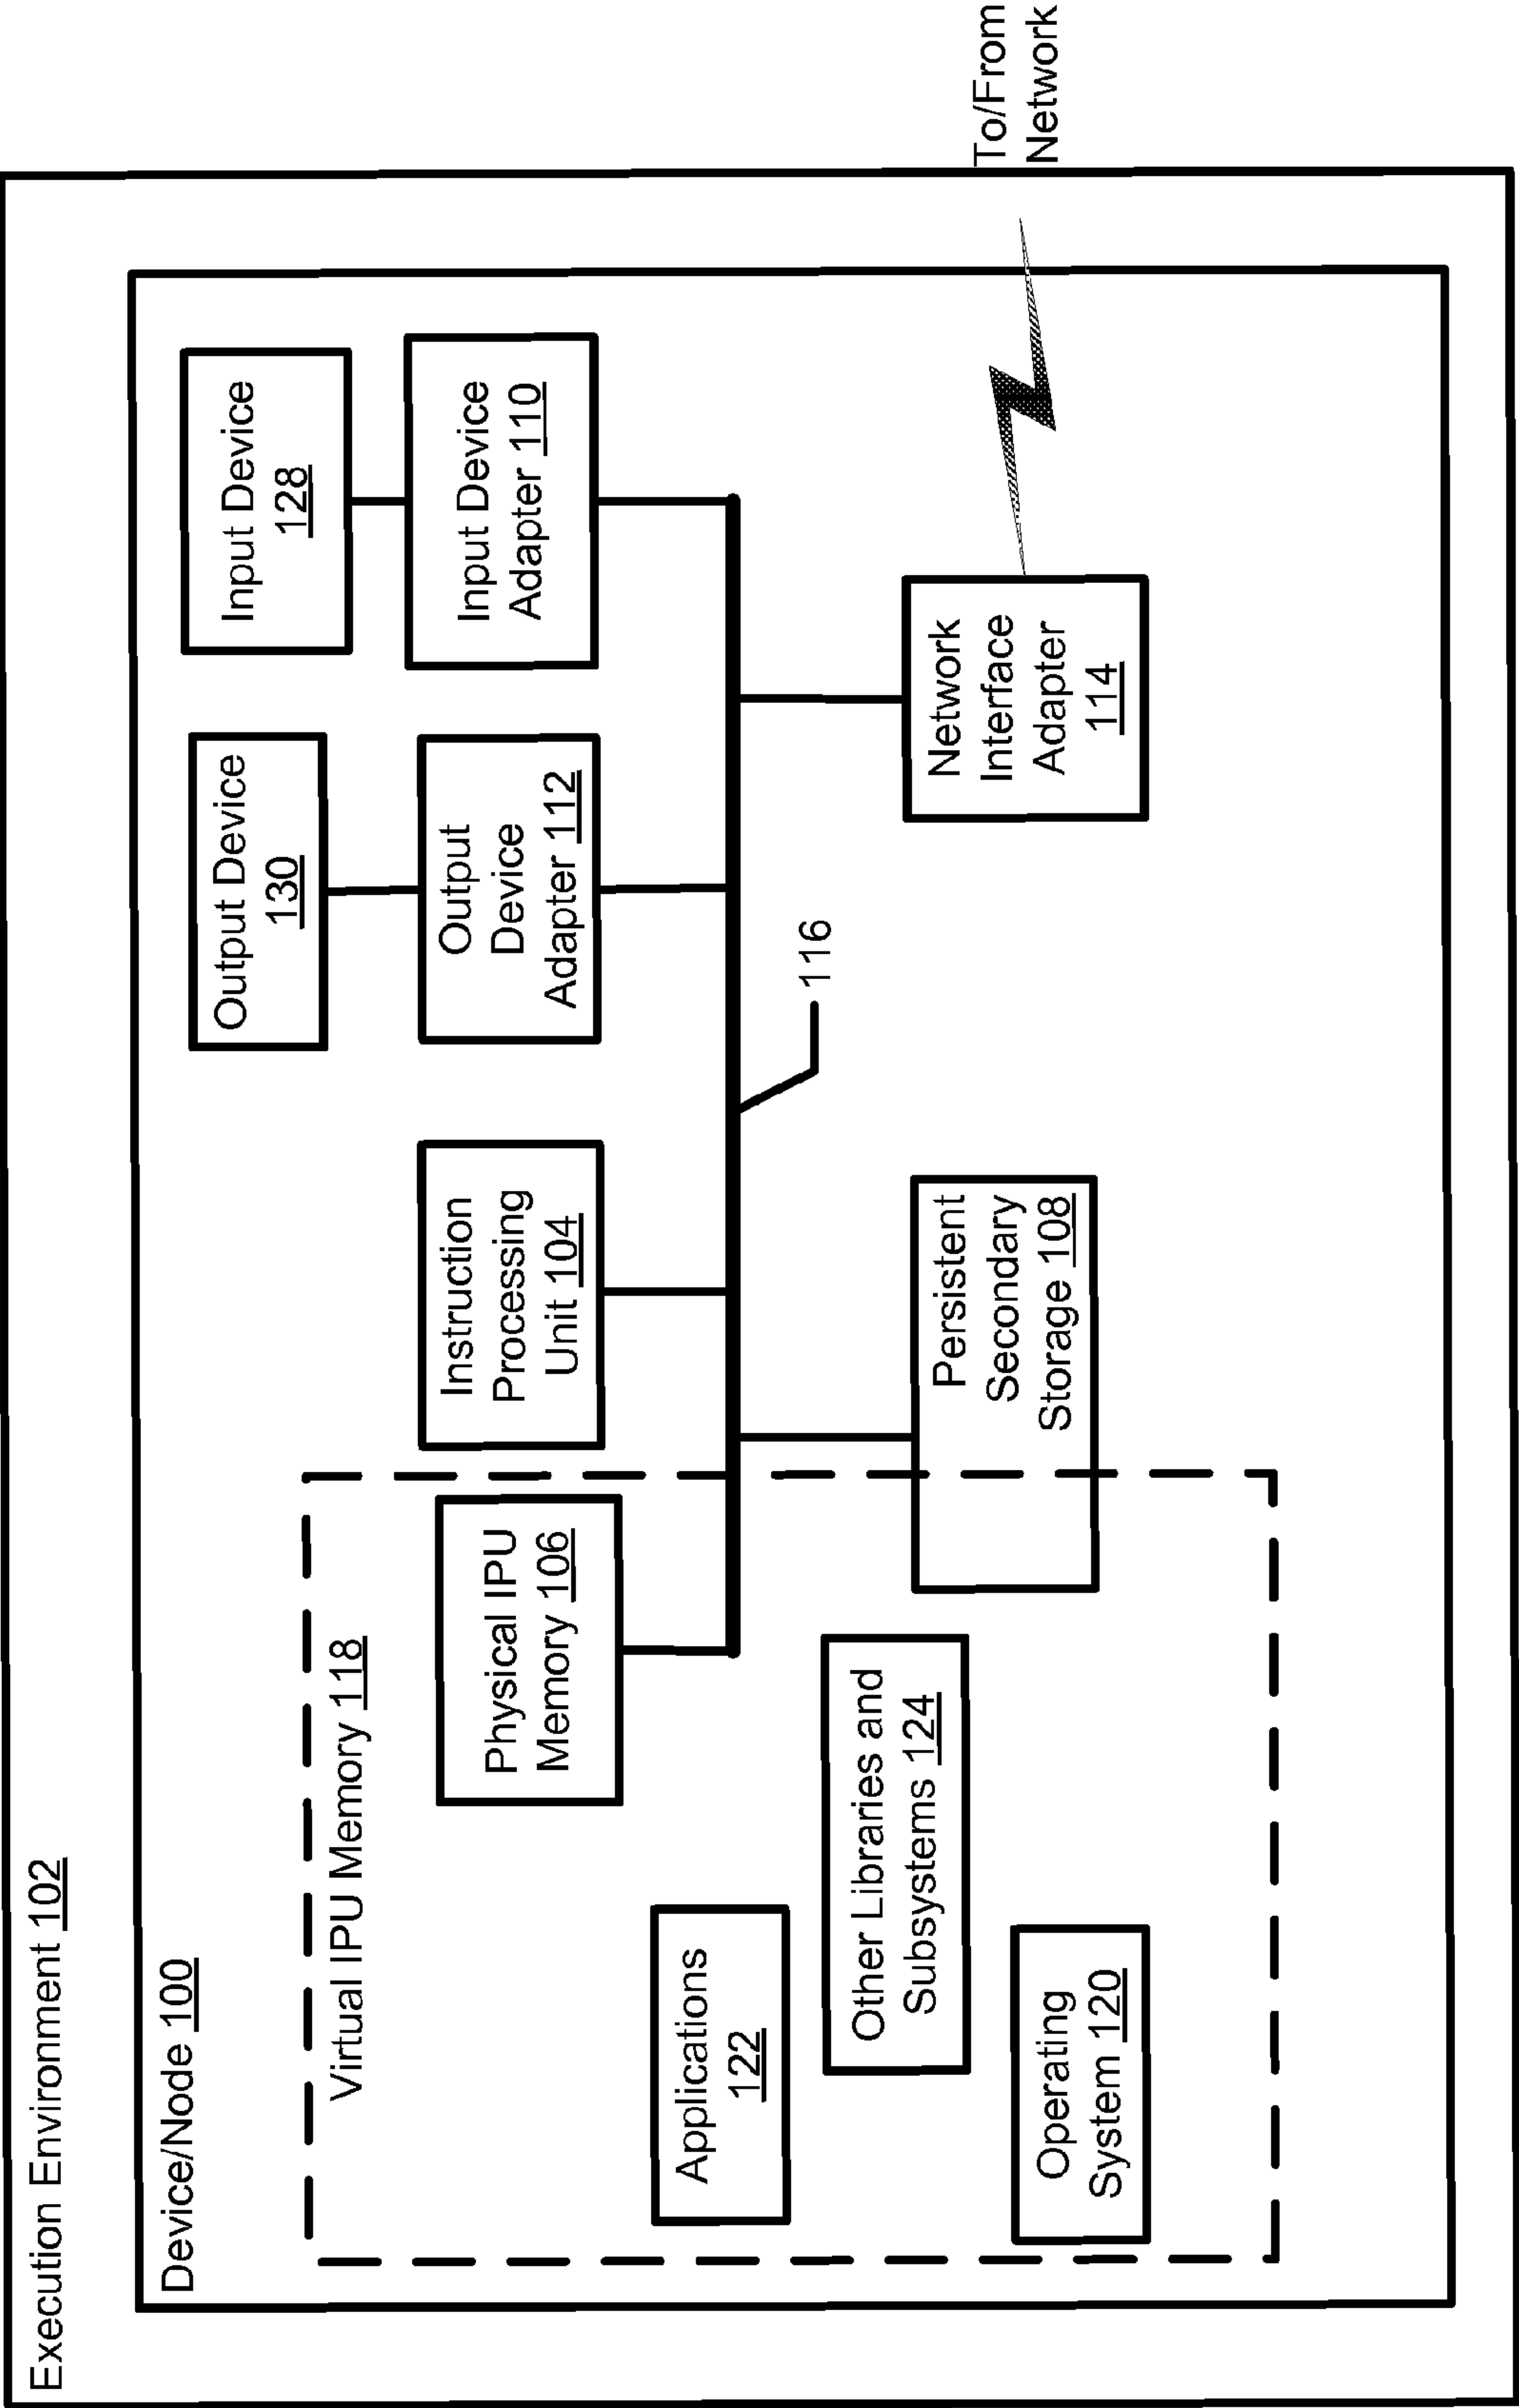 Execution Environment 102
Device/Node 100
Virtual IPU Memory 118
Output Device
130
Input Device
128
Physical IPU
Memory 106
Instruction
Processing
Unit 104
Output
Device
Adapter 112
Input Device
Adapter 110
Applications
122
116
Other Libraries and
Subsystems 124
Persistent
Secondary
Storage 108
Network
Interface
Adapter
114
To/From
Network
Operating
System 120